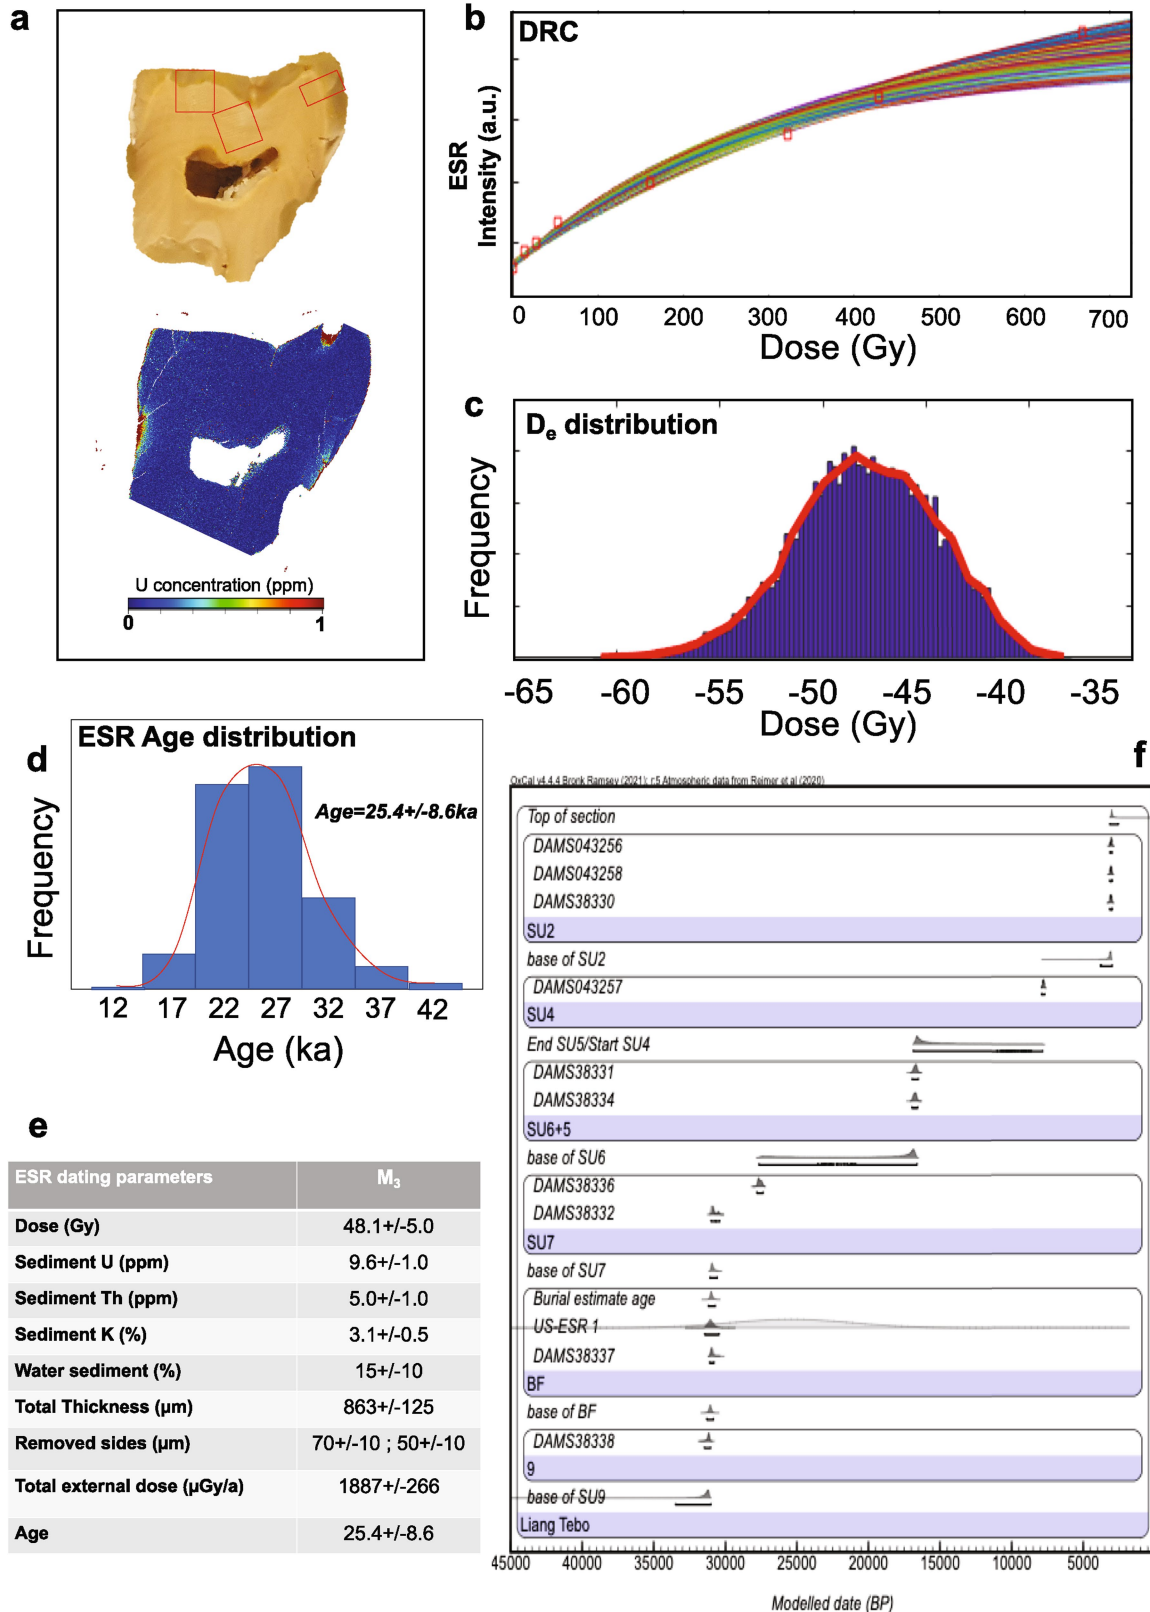 a
U concentration (ppm)
0 1
b
DRC
ESR
Intensity (a.u.)
0 100 200 300 400 500 600 700
Dose (Gy)
c
De distribution
Frequency
-65 -60 -55 -50 -45 -40 -35
Dose (Gy)
d
ESR Age distribution
Age=25.4+/-8.6ka
Frequency
12 17 22 27 32 37 42
Age (ka)
e
ESR dating parameters M3
Dose (Gy) 48.1+/-5.0
Sediment U (ppm) 9.6+/-1.0
Sediment Th (ppm) 5.0+/-1.0
Sediment K (%) 3.1+/-0.5
Water sediment (%) 15+/-10
Total Thickness (µm) 863+/-125
Removed sides (µm) 70+/-10 ; 50+/-10
Total external dose (µGy/a) 1887+/-266
Age 25.4+/-8.6
f
OxCal v4.4.4 Bronk Ramsey (2021); r:5 Atmospheric data from Reimer et al (2020)
Top of section
DAMS043256
DAMS043258
DAMS38330
SU2
base of SU2
DAMS043257
SU4
End SU5/Start SU4
DAMS38331
DAMS38334
SU6+5
base of SU6
DAMS38336
DAMS38332
SU7
base of SU7
Burial estimate age
US-ESR 1
DAMS38337
BF
base of BF
DAMS38338
9
base of SU9
Liang Tebo
45000 40000 35000 30000 25000 20000 15000 10000 5000
Modelled date (BP)